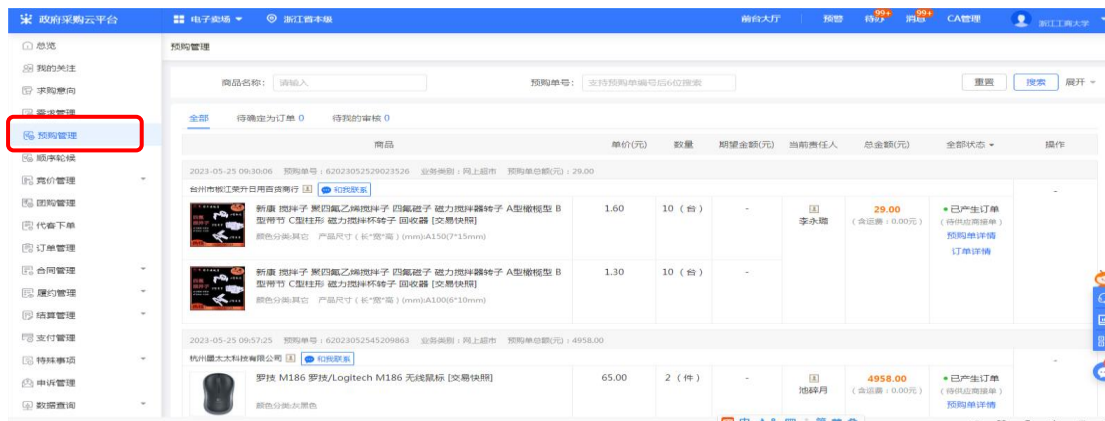 政府采购云平台
电子卖场
浙江省本级
前台大厅
预警
待办
99+
消息
99+
CA管理
浙江工商大学
总览
我的关注
求购意向
需求管理
预购管理
顺序轮候
竞价管理
团购管理
代客下单
订单管理
合同管理
履约管理
结算管理
支付管理
特殊事项
申诉管理
数据查询
预购管理
商品名称： 请输入
预购单号： 支持预购单编号后6位搜索
重置
搜索
展开
全部 待确定为订单 0 待我的审核 0
商品 单价(元) 数量 期望金额(元) 当前责任人 总金额(元) 全部状态 操作
2023-05-25 09:30:06 预购单号：62023052529023526 业务类别：网上超市 预购单总额(元)：29.00
台州市椒江荣升日用百货商行 和我联系
新康 搅拌子 聚四氟乙烯搅拌子 四氟磁子 磁力搅拌器转子 A型橄榄型 B
型带节 C型柱形 磁力搅拌杯转子 回收器 [交易快照]
颜色分类:其它 产品尺寸 ( 长*宽*高 ) (mm):A150(7*15mm)
1.60 10 （台） -
李永璐
29.00
（含运费：0.00元）
已产生订单
（待供应商接单）
预购单详情
订单详情
-
新康 搅拌子 聚四氟乙烯搅拌子 四氟磁子 磁力搅拌器转子 A型橄榄型 B
型带节 C型柱形 磁力搅拌杯转子 回收器 [交易快照]
颜色分类:其它 产品尺寸 ( 长*宽*高 ) (mm):A100(6*10mm)
1.30 10 （台） -
2023-05-25 09:57:25 预购单号：62023052545209863 业务类别：网上超市 预购单总额(元)：4958.00
和我联系
罗技 M186 罗技/Logitech M186 无线鼠标 [交易快照]
颜色分类:灰黑色
65.00 2 （件） -
池碎月
4958.00
（含运费：0.00元）
已产生订单
（待供应商接单）
预购单详情
-